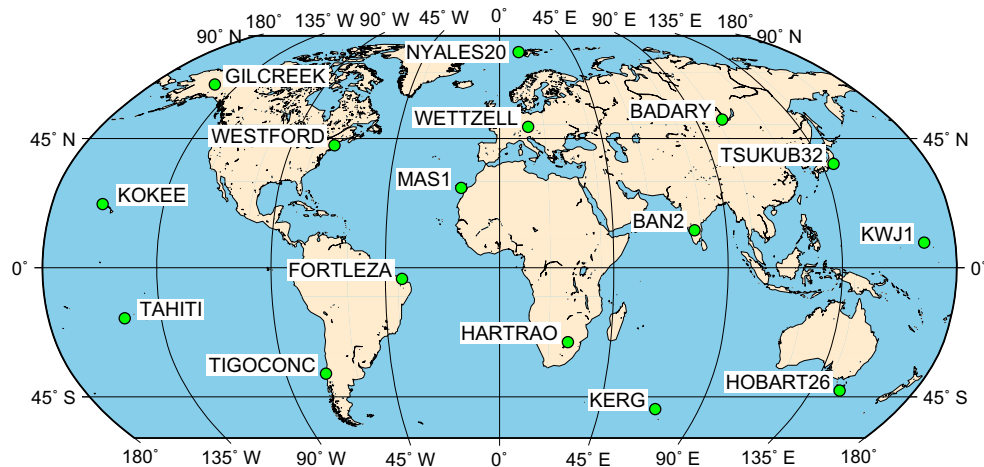 180° 135° W 90° W 45° W 0° 45° E 90° E 135° E 180°
90° N 90° N
NYALES20
GILCREEK
BADARY
WETTZELL
WESTFORD
45° N 45° N
TSUKUB32
MAS1
KOKEE
BAN2
KWJ1
0° 0°
FORTLEZA
TAHITI
HARTRAO
TIGOCONC
HOBART26
KERG
45° S 45° S
180° 135° W 90° W 45° W 0° 45° E 90° E 135° E 180°